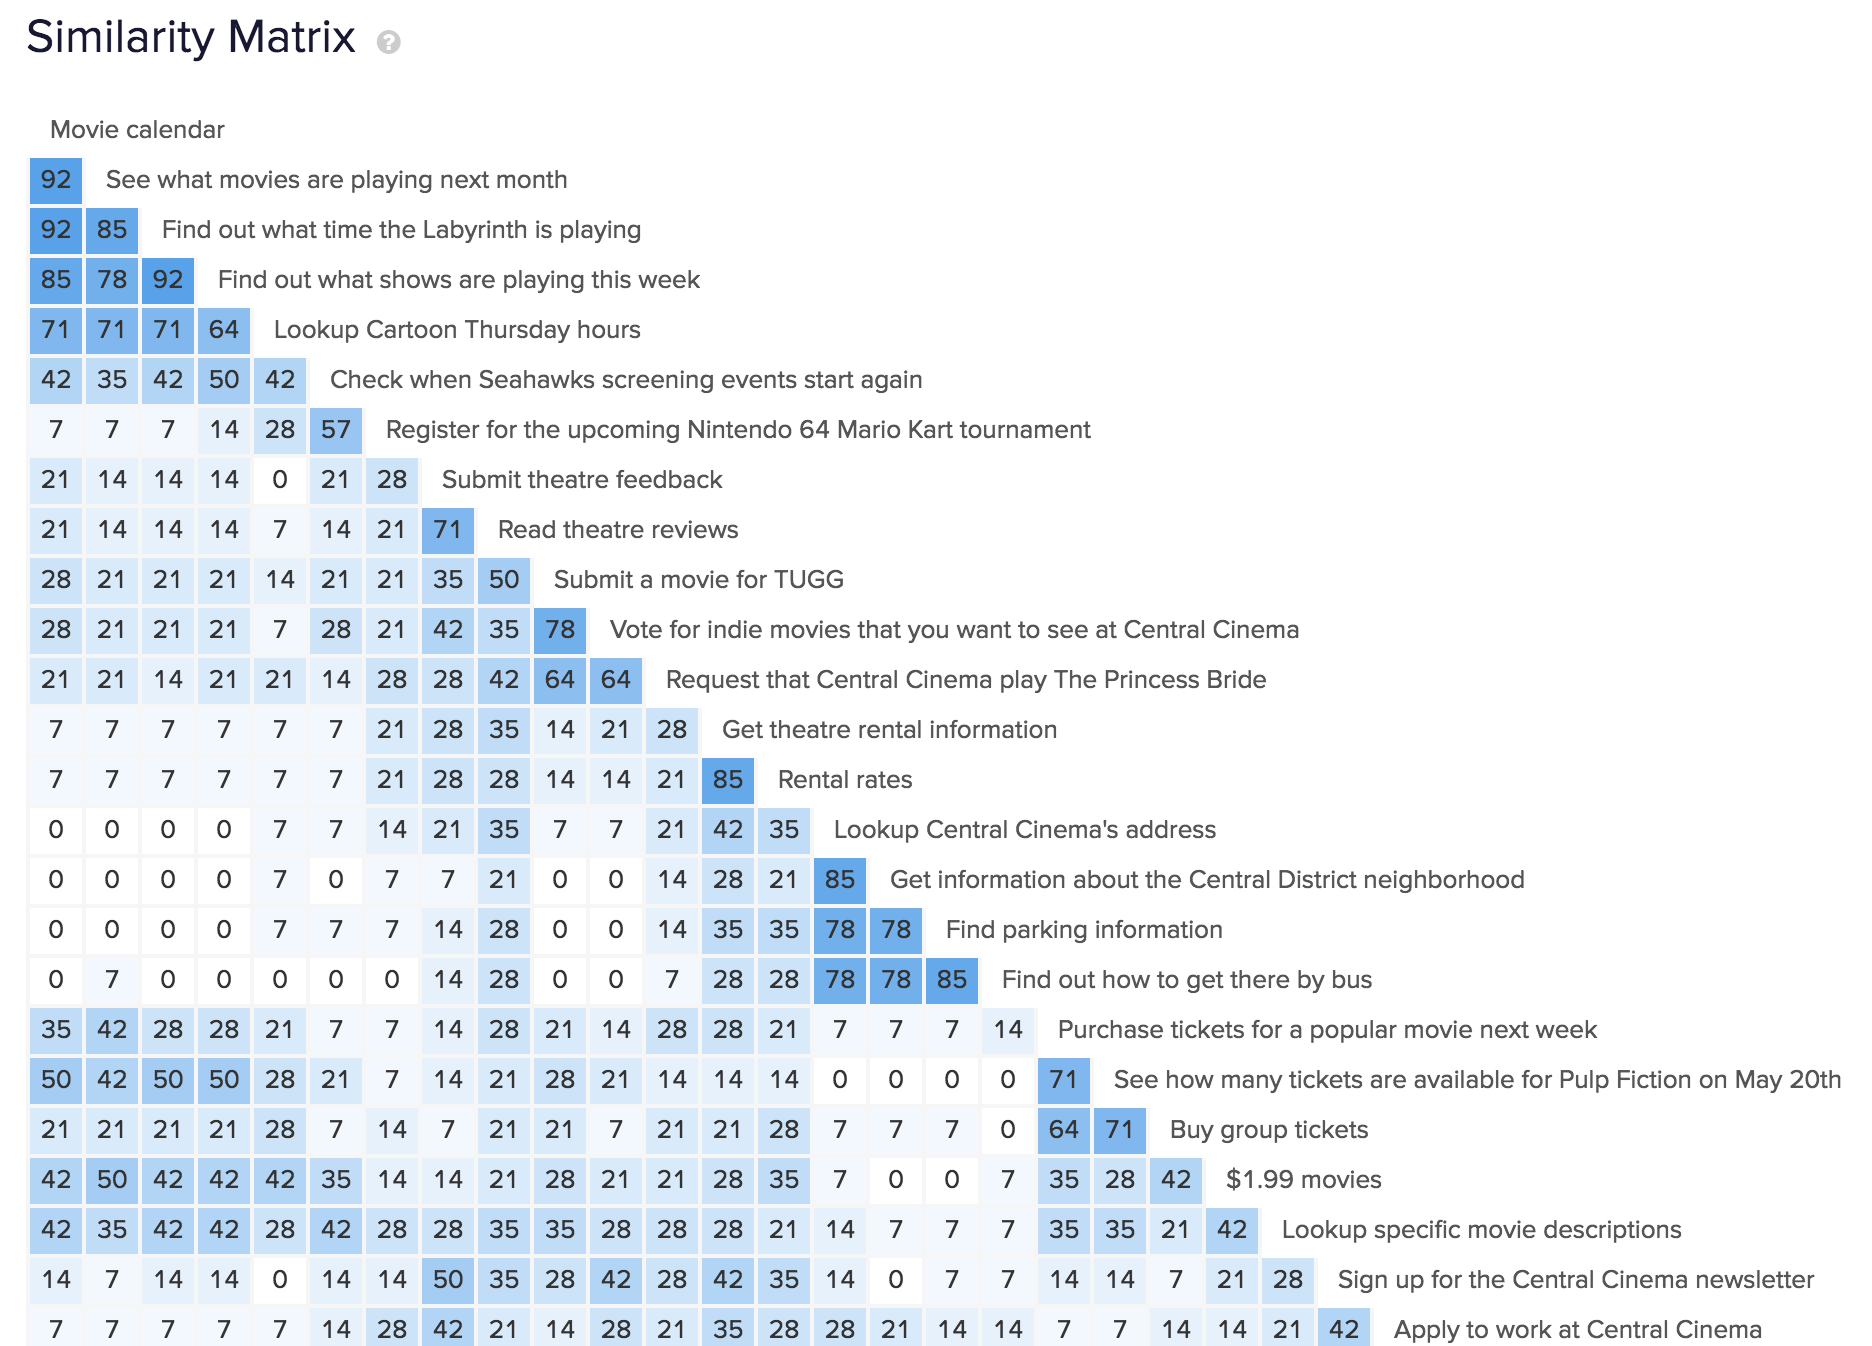 Similarity Matrix ?
Movie calendar
92 See what movies are playing next month
92 85 Find out what time the Labyrinth is playing
85 78 92 Find out what shows are playing this week
71 71 71 64 Lookup Cartoon Thursday hours
42 35 42 50 42 Check when Seahawks screening events start again
7 7 7 14 28 57 Register for the upcoming Nintendo 64 Mario Kart tournament
21 14 14 14 0 21 28 Submit theatre feedback
21 14 14 14 7 14 21 71 Read theatre reviews
28 21 21 21 14 21 21 35 50 Submit a movie for TUGG
28 21 21 21 7 28 21 42 35 78 Vote for indie movies that you want to see at Central Cinema
21 21 14 21 21 14 28 28 42 64 64 Request that Central Cinema play The Princess Bride
7 7 7 7 7 7 21 28 35 14 21 28 Get theatre rental information
7 7 7 7 7 7 21 28 28 14 14 21 85 Rental rates
0 0 0 0 7 7 14 21 35 7 7 21 42 35 Lookup Central Cinema's address
0 0 0 0 7 0 7 7 21 0 0 14 28 21 85 Get information about the Central District neighborhood
0 0 0 0 7 7 7 14 28 0 0 14 35 35 78 78 Find parking information
0 7 0 0 0 0 0 14 28 0 0 7 28 28 78 78 85 Find out how to get there by bus
35 42 28 28 21 7 7 14 28 21 14 28 28 21 7 7 7 14 Purchase tickets for a popular movie next week
50 42 50 50 28 21 7 14 21 28 21 14 14 14 0 0 0 0 71 See how many tickets are available for Pulp Fiction on May 20th
21 21 21 21 28 7 14 7 21 21 7 21 21 28 7 7 7 0 64 71 Buy group tickets
42 50 42 42 42 35 14 14 21 28 21 21 28 35 7 0 0 7 35 28 42 $1.99 movies
42 35 42 42 28 42 28 28 35 35 28 28 28 21 14 7 7 7 35 35 21 42 Lookup specific movie descriptions
14 7 14 14 0 14 14 50 35 28 42 28 42 35 14 0 7 7 14 14 7 21 28 Sign up for the Central Cinema newsletter
7 7 7 7 7 14 28 42 21 14 28 21 35 28 28 21 14 14 7 7 14 14 21 42 Apply to work at Central Cinema